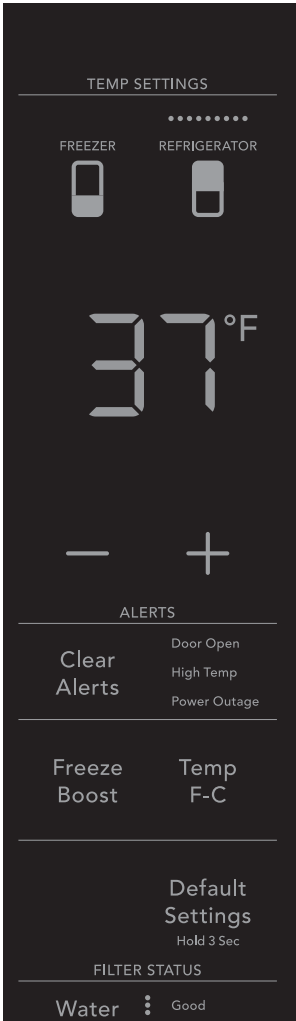 TEMP SETTINGS
FREEZER REFRIGERATOR
37°F
− +
ALERTS
Clear Alerts
Door Open
High Temp
Power Outage
Freeze Boost
Temp F-C
Default Settings
Hold 3 Sec
FILTER STATUS
Water Good